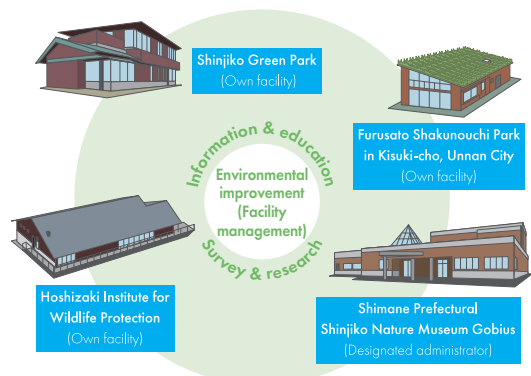 Shinjiko Green Park
(Own facility)
Furusato Shakunouchi Park
in Kisuki-cho, Unnan City
(Own facility)
Information & education
Environmental
improvement
(Facility
management)
Survey & research
Hoshizaki Institute for
Wildlife Protection
(Own facility)
Shimane Prefectural
Shinjiko Nature Museum Gobius
(Designated administrator)